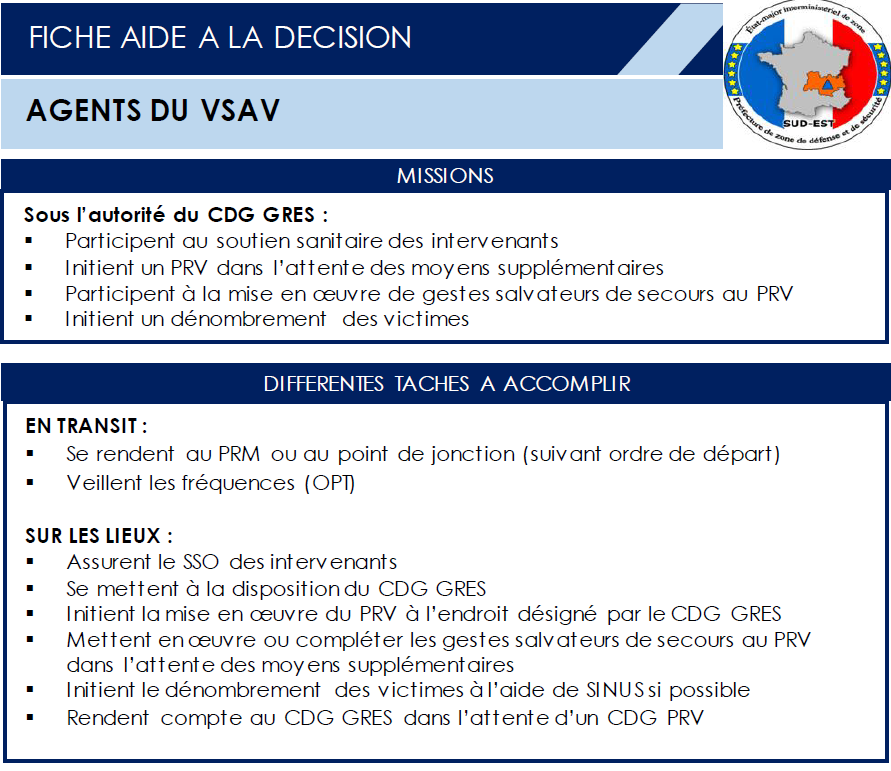 FICHE AIDE A LA DECISION
État-major interministériel de zone
SUD-EST
Préfecture de zone de défense et de sécurité
AGENTS DU VSAV
MISSIONS
Sous l'autorité du CDG GRES :
▪ Participent au soutien sanitaire des intervenants
▪ Initient un PRV dans l'attente des moyens supplémentaires
▪ Participent à la mise en œuvre de gestes salvateurs de secours au PRV
▪ Initient un dénombrement des victimes
DIFFERENTES TACHES A ACCOMPLIR
EN TRANSIT :
▪ Se rendent au PRM ou au point de jonction (suivant ordre de départ)
▪ Veillent les fréquences (OPT)
SUR LES LIEUX :
▪ Assurent le SSO des intervenants
▪ Se mettent à la disposition du CDG GRES
▪ Initient la mise en œuvre du PRV à l'endroit désigné par le CDG GRES
▪ Mettent en œuvre ou compléter les gestes salvateurs de secours au PRV
dans l'attente des moyens supplémentaires
▪ Initient le dénombrement des victimes à l'aide de SINUS si possible
▪ Rendent compte au CDG GRES dans l'attente d'un CDG PRV